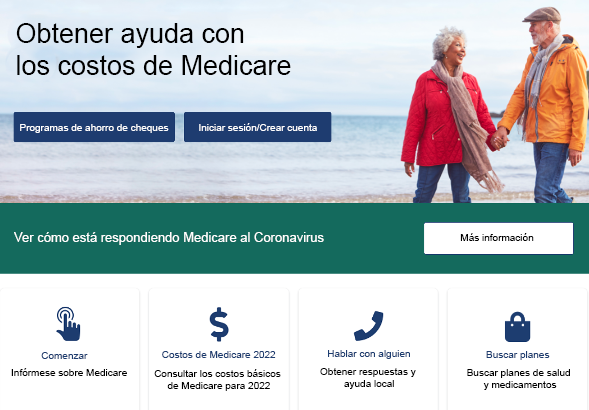 Obtener ayuda con
los costos de Medicare
Programas de ahorro de cheques
Iniciar sesión/Crear cuenta
Ver cómo está respondiendo Medicare al Coronavirus
Más información
Comenzar
Infórmese sobre Medicare
Costos de Medicare 2022
Consultar los costos básicos
de Medicare para 2022
Hablar con alguien
Obtener respuestas y
ayuda local
Buscar planes
Buscar planes de salud
y medicamentos